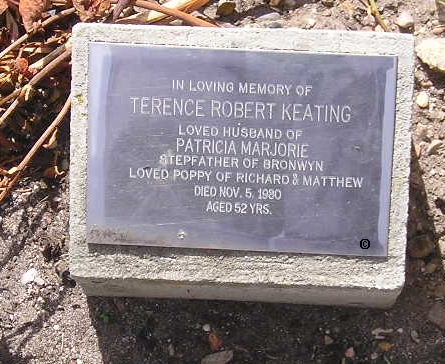 IN LOVING MEMORY OF
TERENCE ROBERT KEATING
LOVED HUSBAND OF
PATRICIA MARJORIE
STEPFATHER OF BRONWYN
LOVED POPPY OF RICHARD & MATTHEW
DIED NOV. 5, 1980
AGED 52 YRS.